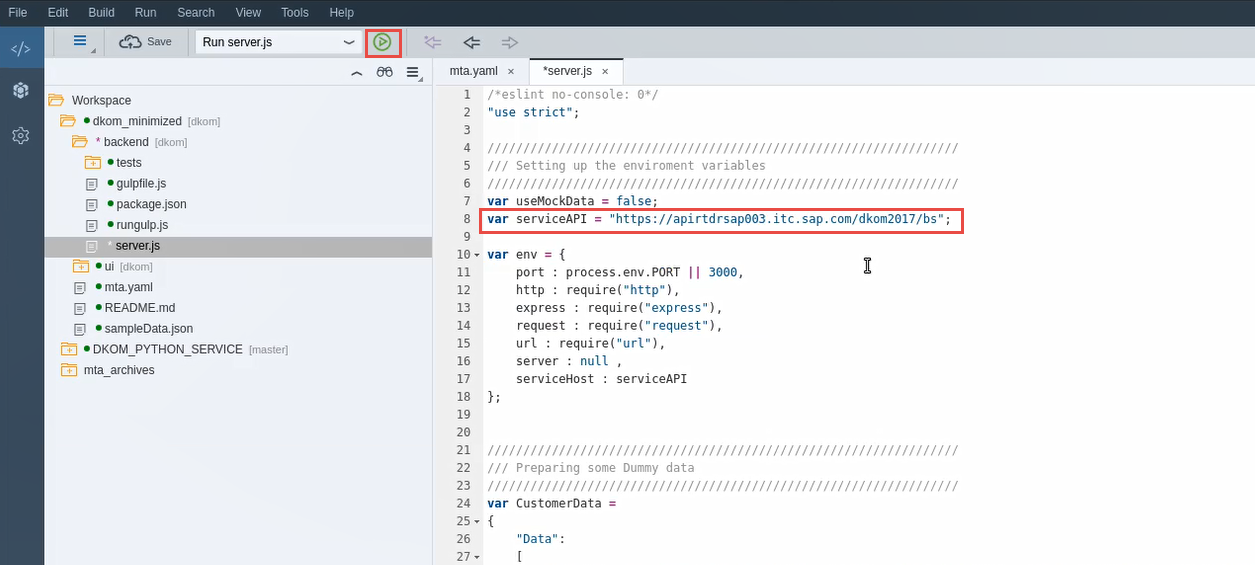 File Edit Build Run Search View Tools Help
Save Run server.js
mta.yaml × *server.js ×
Workspace
dkom_minimized [dkom]
* backend [dkom]
tests
gulpfile.js
package.json
rungulp.js
* server.js
ui [dkom]
mta.yaml
README.md
sampleData.json
DKOM_PYTHON_SERVICE [master]
mta_archives
1 /*eslint no-console: 0*/
2 "use strict";
3
4 //////////////////////////////////////////////////////////////////
5 /// Setting up the enviroment variables
6 //////////////////////////////////////////////////////////////////
7 var useMockData = false;
8 var serviceAPI = "https://apirtdrsap003.itc.sap.com/dkom2017/bs";
9
10 var env = {
11 port : process.env.PORT || 3000,
12 http : require("http"),
13 express : require("express"),
14 request : require("request"),
15 url : require("url"),
16 server : null ,
17 serviceHost : serviceAPI
18 };
19
20
21 //////////////////////////////////////////////////////////////////
22 /// Preparing some Dummy data
23 //////////////////////////////////////////////////////////////////
24 var CustomerData =
25 {
26 "Data":
27 [